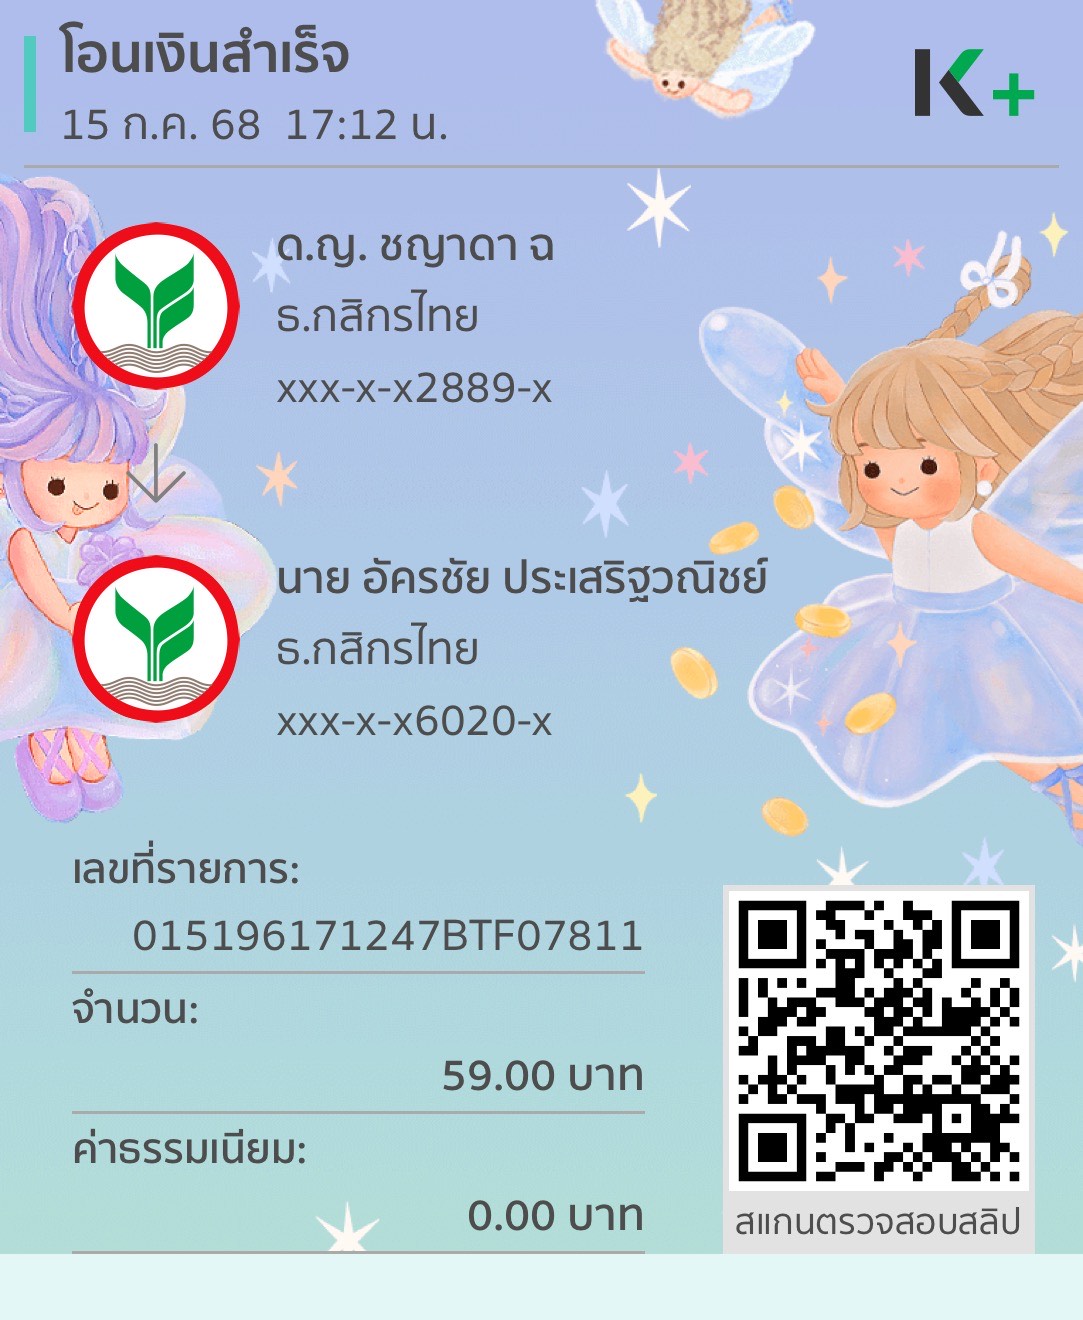 โอนเงินสำเร็จ
15 ก.ค. 68  17:12 น.
K+
ด.ญ. ชญาดา ฉ
ธ.กสิกรไทย
xxx-x-x2889-x
นาย อัครชัย ประเสริฐวณิชย์
ธ.กสิกรไทย
xxx-x-x6020-x
เลขที่รายการ:
015196171247BTF07811
จำนวน:
59.00 บาท
ค่าธรรมเนียม:
0.00 บาท
สแกนตรวจสอบสลิป